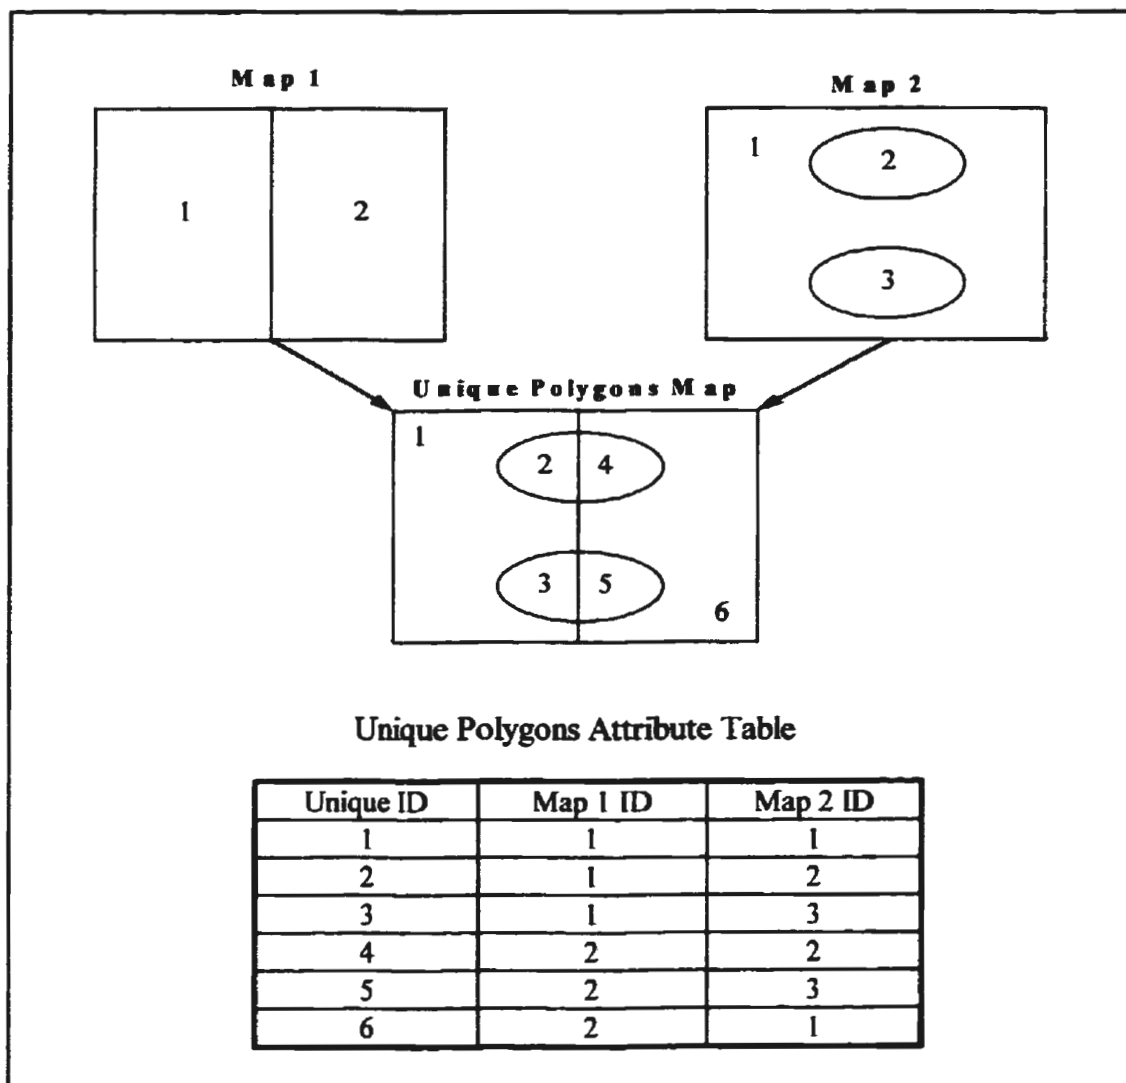 Map 1
Map 2
1
2
1
2
3
Unique Polygons Map
1
2
4
3
5
6
Unique Polygons Attribute Table
Unique ID Map 1 ID Map 2 ID
1 1 1
2 1 2
3 1 3
4 2 2
5 2 3
6 2 1